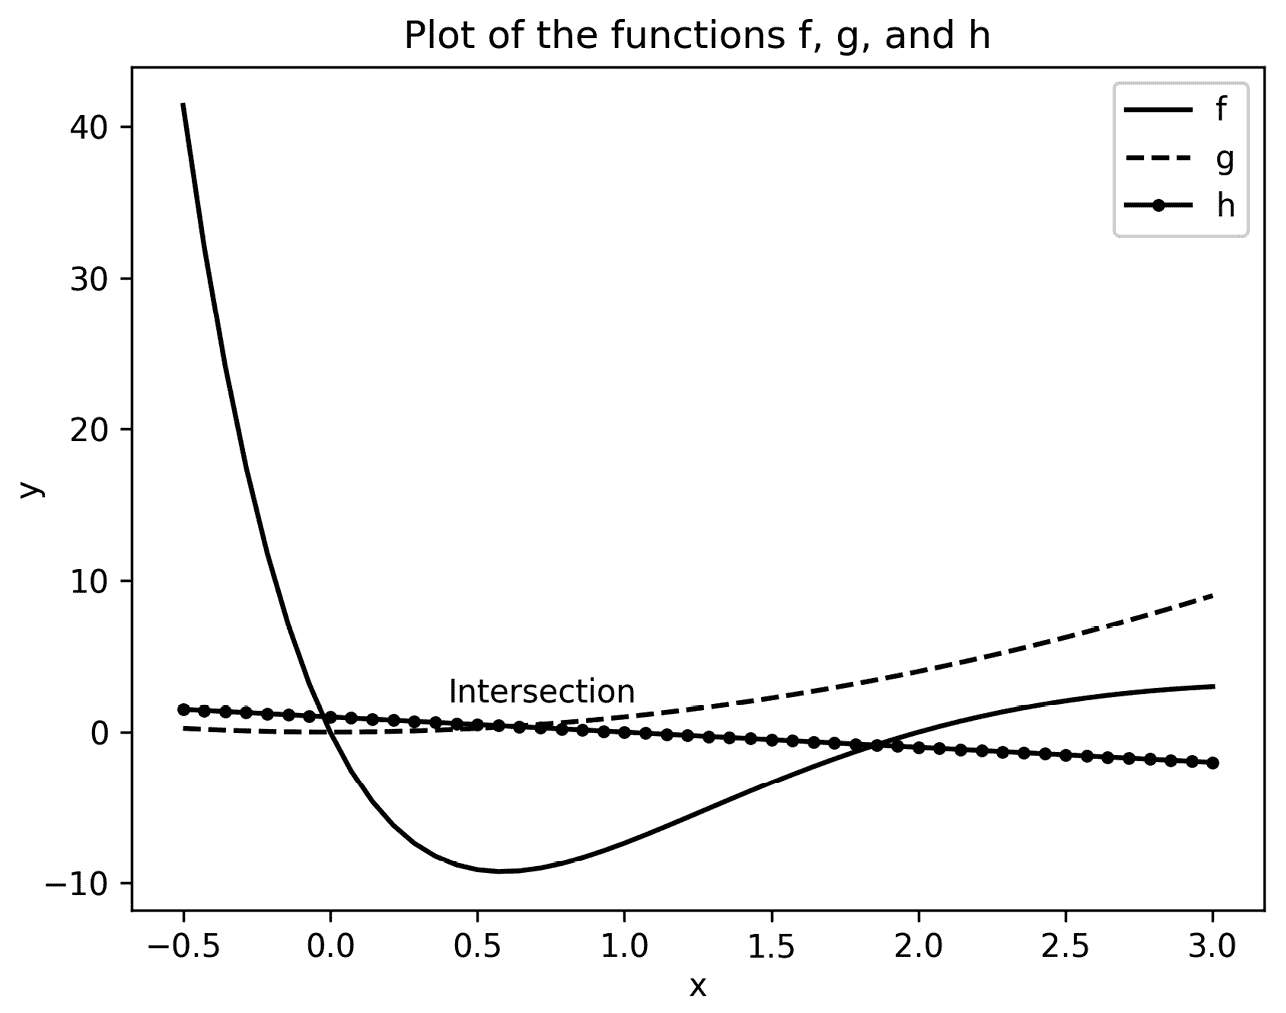 Plot of the functions f, g, and h
f
g
h
40
30
20
10
0
−10
y
Intersection
−0.5 0.0 0.5 1.0 1.5 2.0 2.5 3.0
x